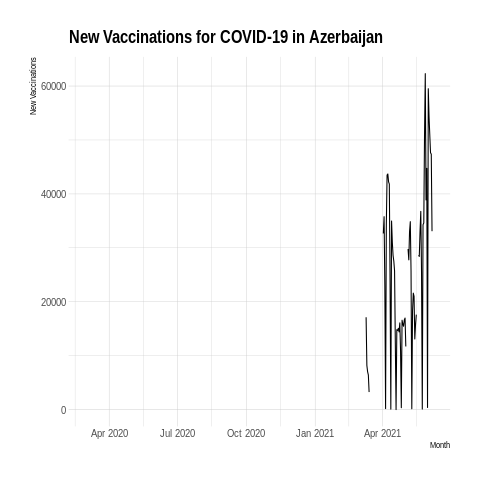 New Vaccinations for COVID-19 in Azerbaijan
New Vaccinations
60000
40000
20000
0
Apr 2020 Jul 2020 Oct 2020 Jan 2021 Apr 2021
Month